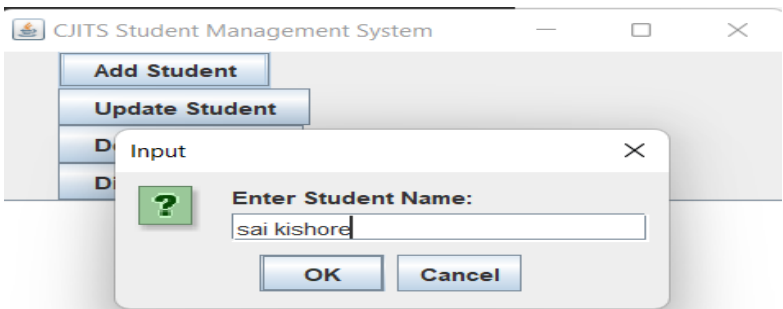 CJITS Student Management System
Add Student
Update Student
Input
Enter Student Name:
sai kishore
OK
Cancel